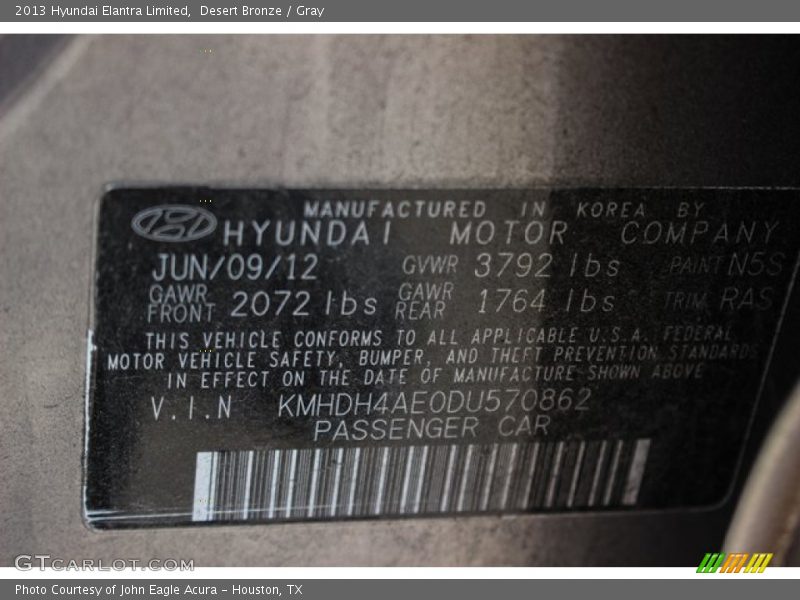 2013 Hyundai Elantra Limited, Desert Bronze / Gray
MANUFACTURED IN KOREA BY
HYUNDAI MOTOR COMPANY
JUN/09/12 GVWR 3792 lbs PAINT N5S
GAWR FRONT 2072 lbs GAWR REAR 1764 lbs TRIM RAS
THIS VEHICLE CONFORMS TO ALL APPLICABLE U.S.A. FEDERAL
MOTOR VEHICLE SAFETY, BUMPER, AND THEFT PREVENTION STANDARDS
IN EFFECT ON THE DATE OF MANUFACTURE SHOWN ABOVE
V.I.N KMHDH4AE0DU570862
PASSENGER CAR
GTCARLOT.COM
Photo Courtesy of John Eagle Acura - Houston, TX